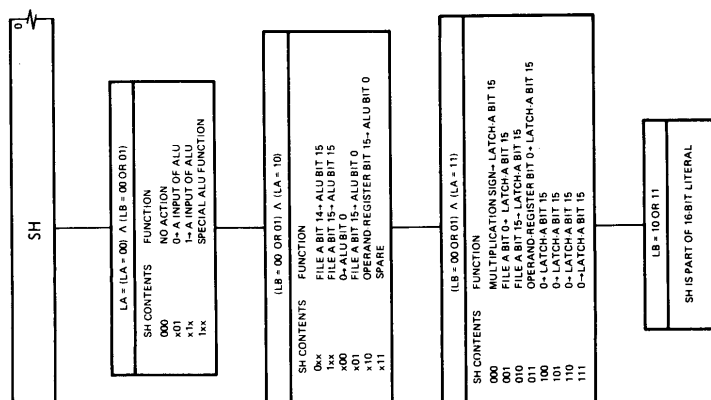 0
SH
LA = (LA = 00) Λ (LB = 00 OR 01)
SH CONTENTS FUNCTION
000 NO ACTION
x01 0→ A INPUT OF ALU
x1x 1→ A INPUT OF ALU
1xx SPECIAL ALU FUNCTION
(LB = 00 OR 01) Λ (LA = 10)
SH CONTENTS FUNCTION
0xx FILE A BIT 14→ ALU BIT 15
1xx FILE A BIT 15→ ALU BIT 15
x00 0→ALU BIT 0
x01 FILE A BIT 15→ ALU BIT 0
x10 OPERAND-REGISTER BIT 15→ ALU BIT 0
x11 SPARE
(LB = 00 OR 01) Λ (LA = 11)
SH CONTENTS FUNCTION
000 MULTIPLICATION SIGN→ LATCH-A BIT 15
001 FILE A BIT 0→ LATCH-A BIT 15
010 FILE A BIT 15→ LATCH-A BIT 15
011 OPERAND-REGISTER BIT 0→ LATCH-A BIT 15
100 0→ LATCH-A BIT 15
101 0→ LATCH-A BIT 15
110 0→ LATCH-A BIT 15
111 0→LATCH-A BIT 15
LB = 10 OR 11
SH IS PART OF 16-BIT LITERAL